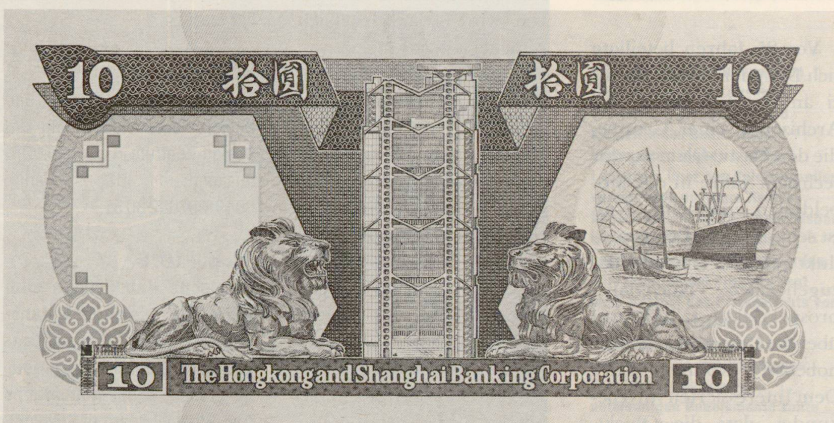 10 拾圓 拾圓 10
10 The Hongkong and Shanghai Banking Corporation 10